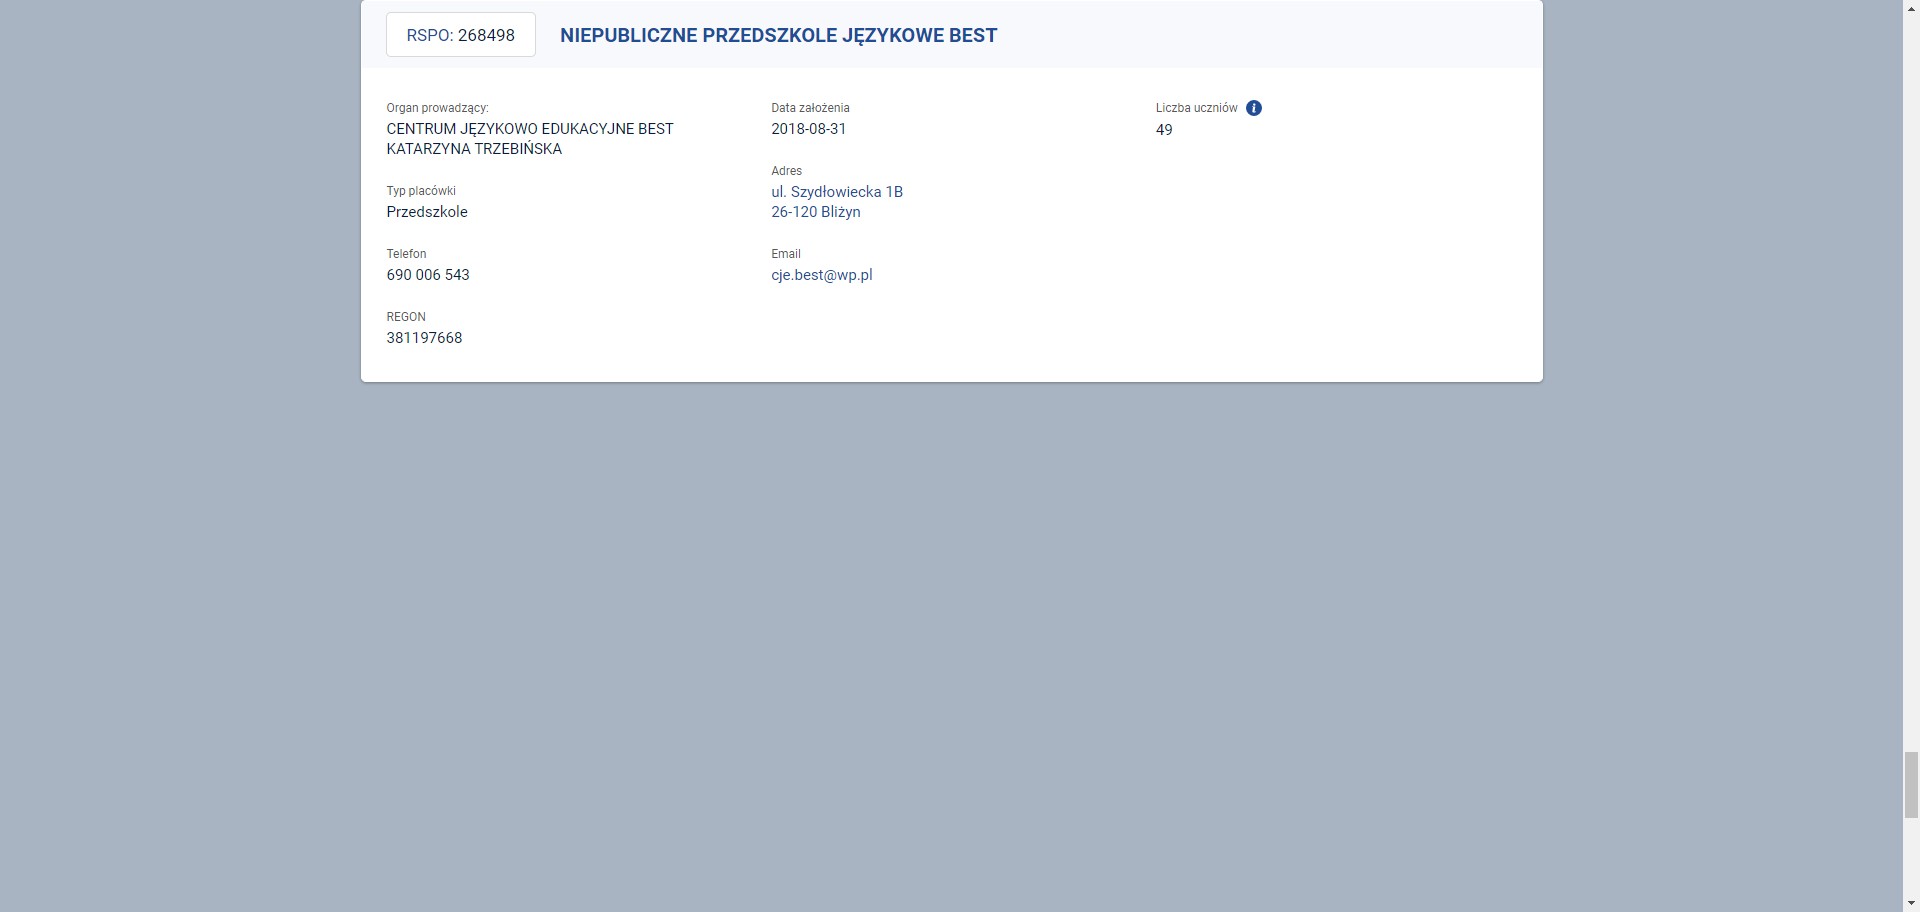 RSPO: 268498
NIEPUBLICZNE PRZEDSZKOLE JĘZYKOWE BEST
Organ prowadzący:
CENTRUM JĘZYKOWO EDUKACYJNE BEST
KATARZYNA TRZEBIŃSKA
Typ placówki
Przedszkole
Telefon
690 006 543
REGON
381197668
Data założenia
2018-08-31
Adres
ul. Szydłowiecka 1B
26-120 Bliżyn
Email
cje.best@wp.pl
Liczba uczniów i
49